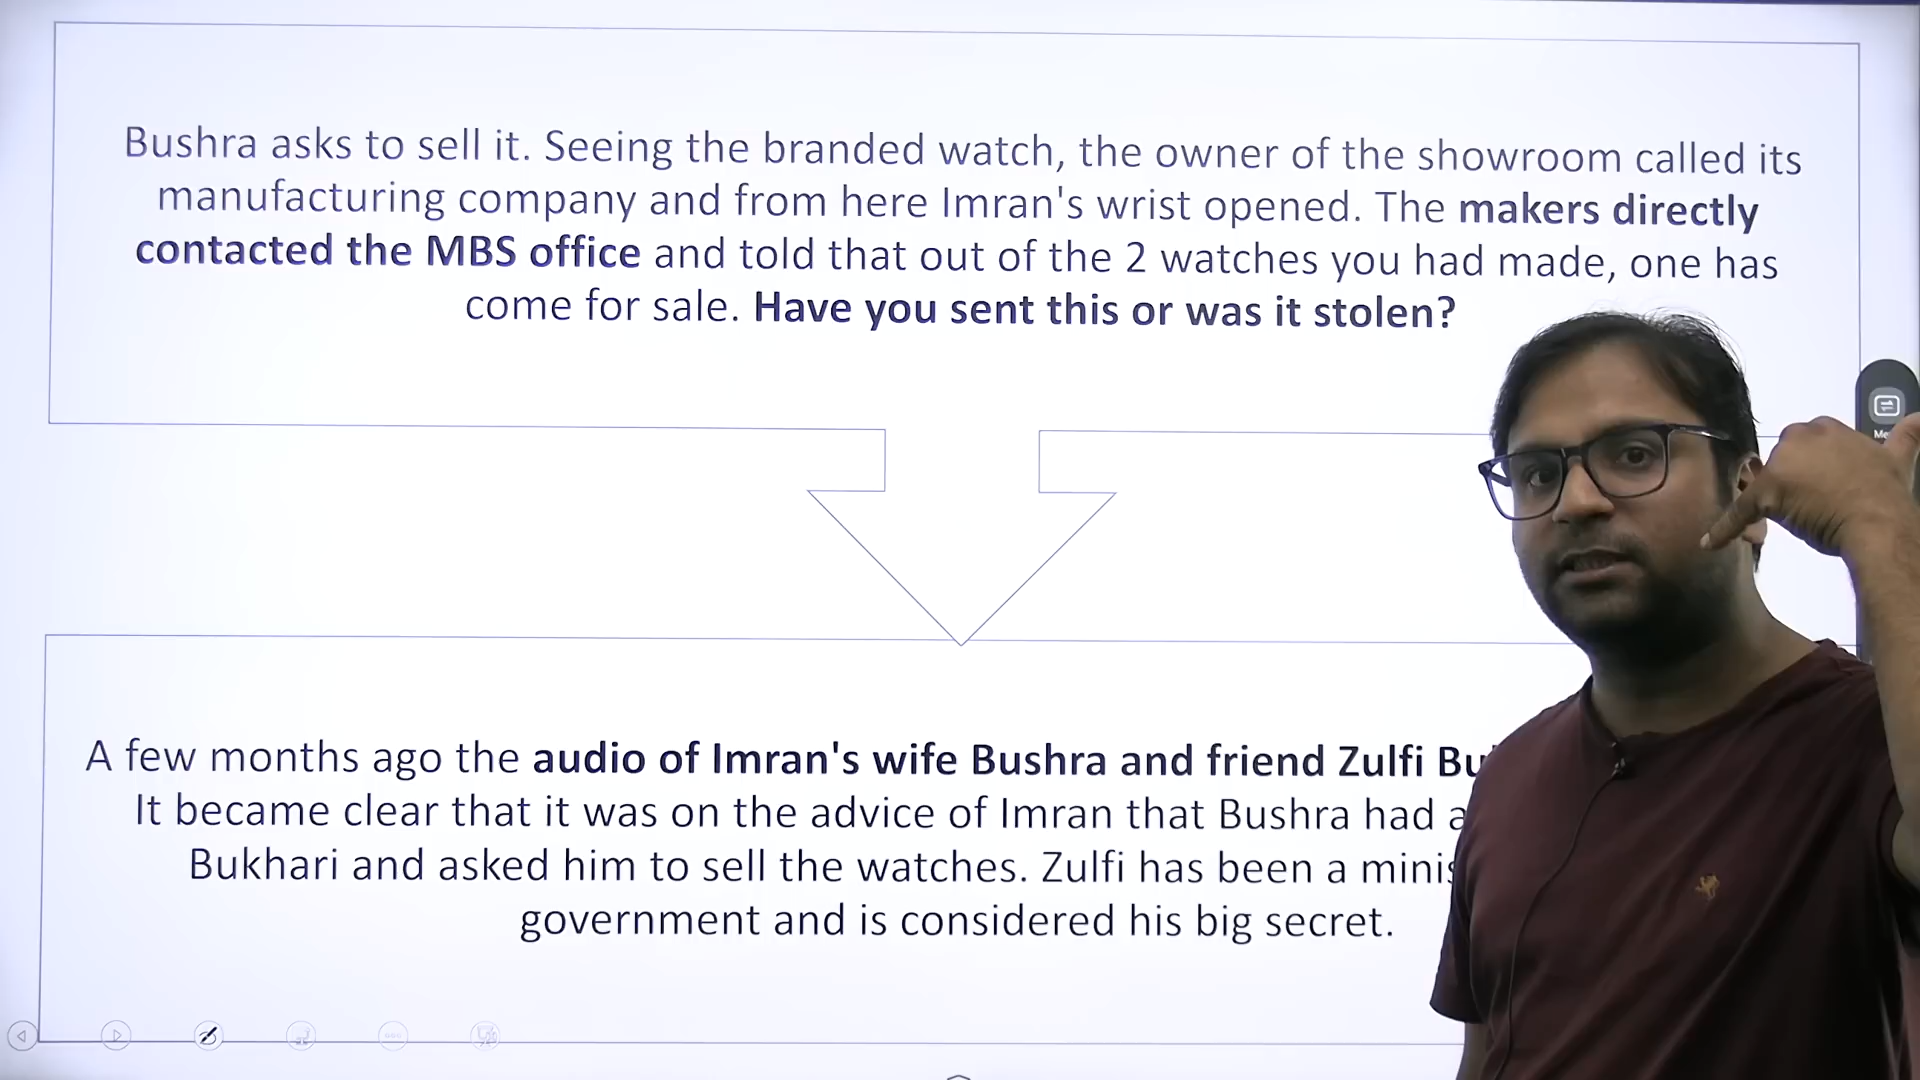 Bushra asks to sell it. Seeing the branded watch, the owner of the showroom called its
manufacturing company and from here Imran's wrist opened. The makers directly
contacted the MBS office and told that out of the 2 watches you had made, one has
come for sale. Have you sent this or was it stolen?
A few months ago the audio of Imran's wife Bushra and friend Zulfi
It became clear that it was on the advice of Imran that Bushra had
Bukhari and asked him to sell the watches. Zulfi has been a
government and is considered his big secret.